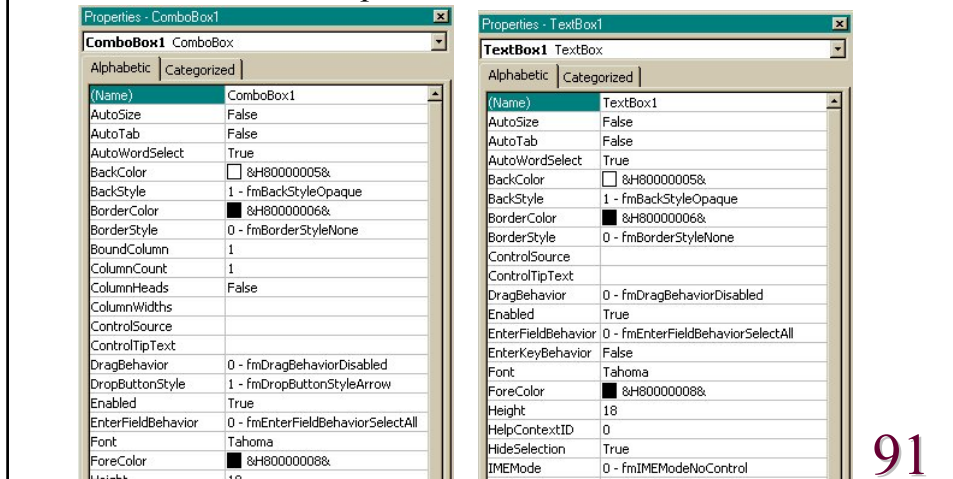 Properties - ComboBox1
ComboBox1 ComboBox
Alphabetic Categorized
(Name) ComboBox1
AutoSize False
AutoTab False
AutoWordSelect True
BackColor &H80000005&
BackStyle 1 - fmBackStyleOpaque
BorderColor &H80000006&
BorderStyle 0 - fmBorderStyleNone
BoundColumn 1
ColumnCount 1
ColumnHeads False
ColumnWidths
ControlSource
ControlTipText
DragBehavior 0 - fmDragBehaviorDisabled
DropButtonStyle 1 - fmDropButtonStyleArrow
Enabled True
EnterFieldBehavior 0 - fmEnterFieldBehaviorSelectAll
Font Tahoma
ForeColor &H80000008&
Height 18
Properties - TextBox1
TextBox1 TextBox
Alphabetic Categorized
(Name) TextBox1
AutoSize False
AutoTab False
AutoWordSelect True
BackColor &H80000005&
BackStyle 1 - fmBackStyleOpaque
BorderColor &H80000006&
BorderStyle 0 - fmBorderStyleNone
ControlSource
ControlTipText
DragBehavior 0 - fmDragBehaviorDisabled
Enabled True
EnterFieldBehavior 0 - fmEnterFieldBehaviorSelectAll
EnterKeyBehavior False
Font Tahoma
ForeColor &H80000008&
Height 18
HelpContextID 0
HideSelection True
IMEMode 0 - fmIMEModeNoControl
91